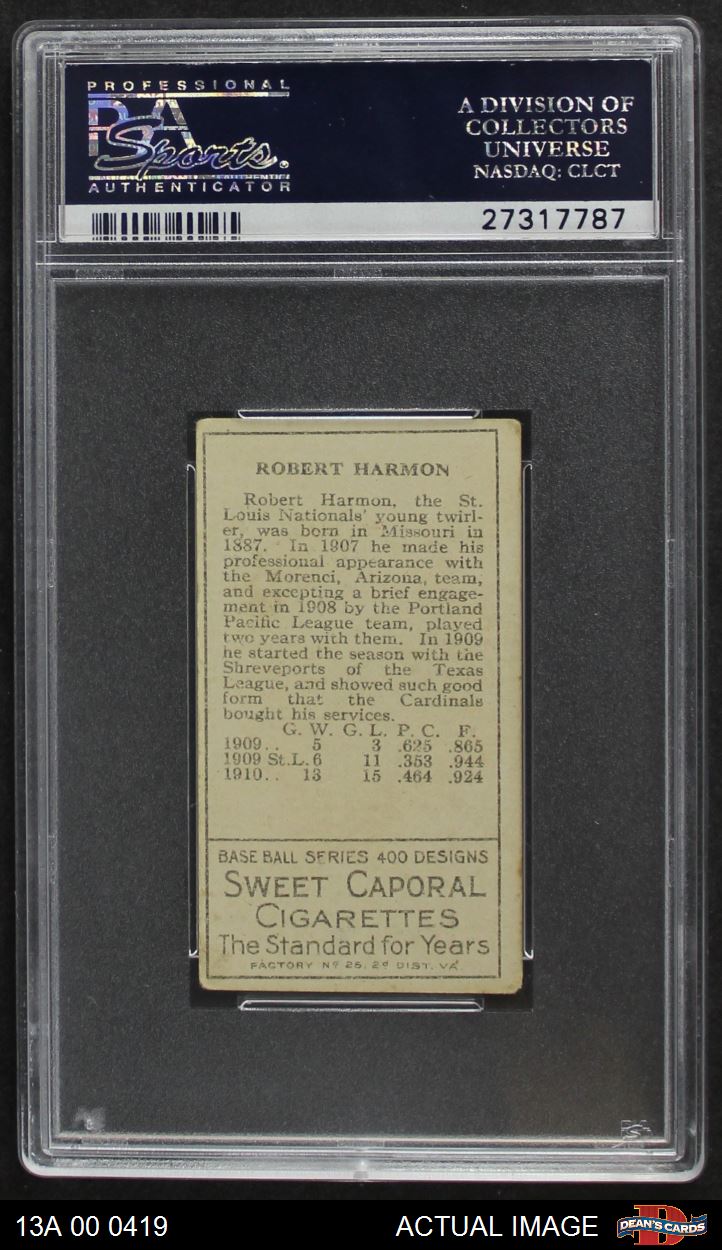 PROFESSIONAL
PSA
Sports.
AUTHENTICATOR
A DIVISION OF
COLLECTORS
UNIVERSE
NASDAQ: CLCT
27317787
ROBERT HARMON
Robert Harmon, the St.
Louis Nationals' young twirl-
er, was born in Missouri in
1887. In 1907 he made his
professional appearance with
the Morenci, Arizona, team,
and excepting a brief engage-
ment in 1908 by the Portland
Pacific League team, played
two years with them. In 1909
he started the season with the
Shreveports of the Texas
League, and showed such good
form that the Cardinals
bought his services.
G. W. G. L. P. C. F.
1909.. 5 3 .625 .865
1909 St.L. 6 11 .353 .944
1910.. 13 15 .464 .924
BASE BALL SERIES 400 DESIGNS
SWEET CAPORAL
CIGARETTES
The Standard for Years
FACTORY Nº 25, 2ᴰ DIST. VA
PSA
13A 00 0419
ACTUAL IMAGE
D
DEAN'S CARDS